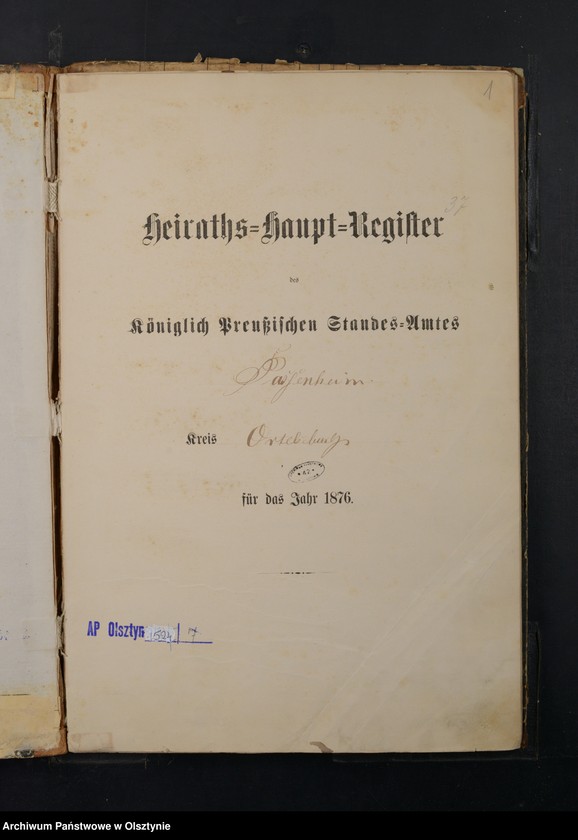 1
37
Heiraths=Haupt=Register
des
Königlich Preußischen Standes=Amtes
Passenheim
Kreis Ortelsburg
für das Jahr 1876.
AP Olsztyn 1594/7
Archiwum Państwowe w Olsztynie